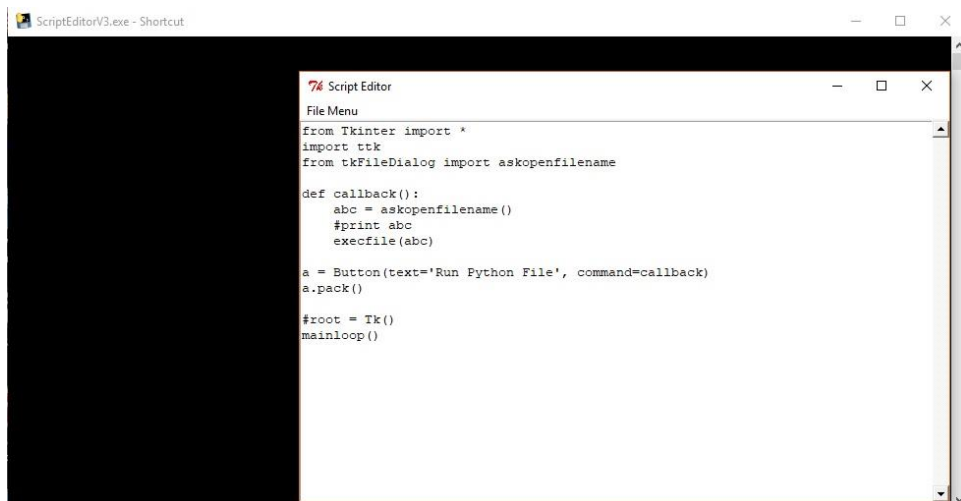 ScriptEditorV3.exe - Shortcut
Script Editor
File Menu
from Tkinter import *
import ttk
from tkFileDialog import askopenfilename

def callback():
    abc = askopenfilename()
    #print abc
    execfile(abc)

a = Button(text='Run Python File', command=callback)
a.pack()

#root = Tk()
mainloop()